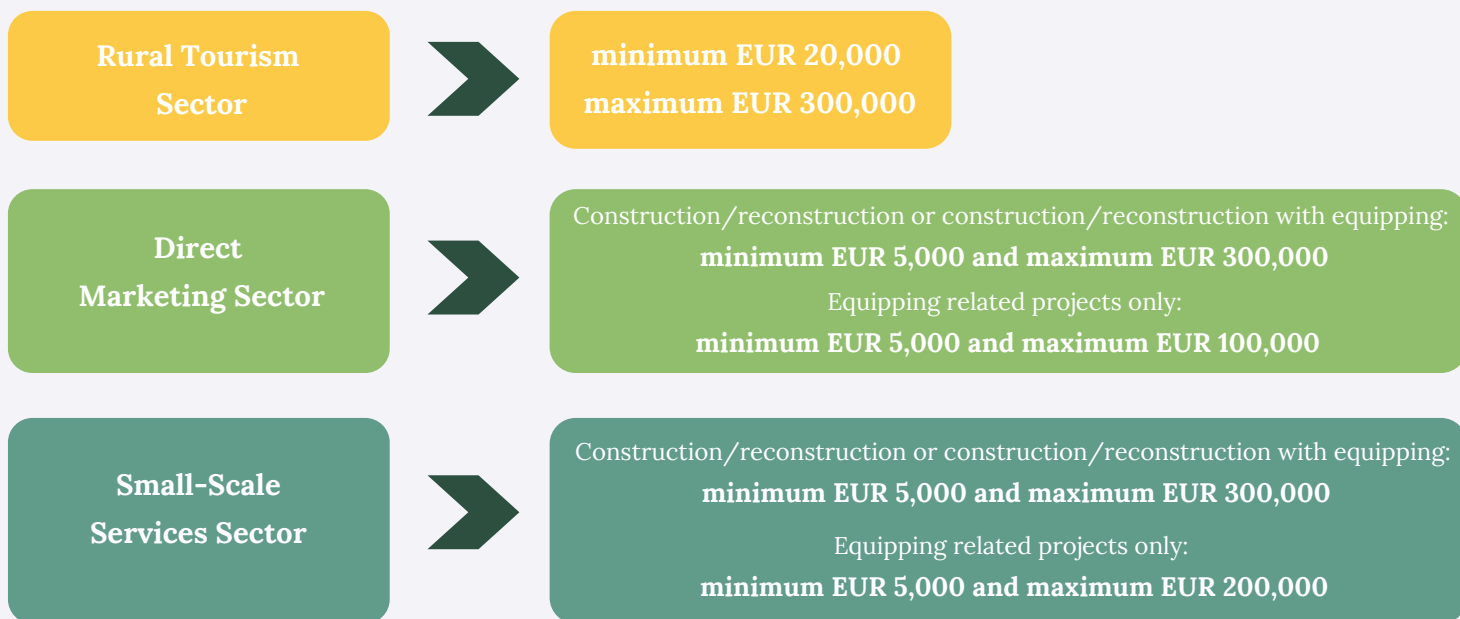 Rural Tourism
Sector
minimum EUR 20,000
maximum EUR 300,000
Direct
Marketing Sector
Construction/reconstruction or construction/reconstruction with equipping:
minimum EUR 5,000 and maximum EUR 300,000
Equipping related projects only:
minimum EUR 5,000 and maximum EUR 100,000
Small-Scale
Services Sector
Construction/reconstruction or construction/reconstruction with equipping:
minimum EUR 5,000 and maximum EUR 300,000
Equipping related projects only:
minimum EUR 5,000 and maximum EUR 200,000